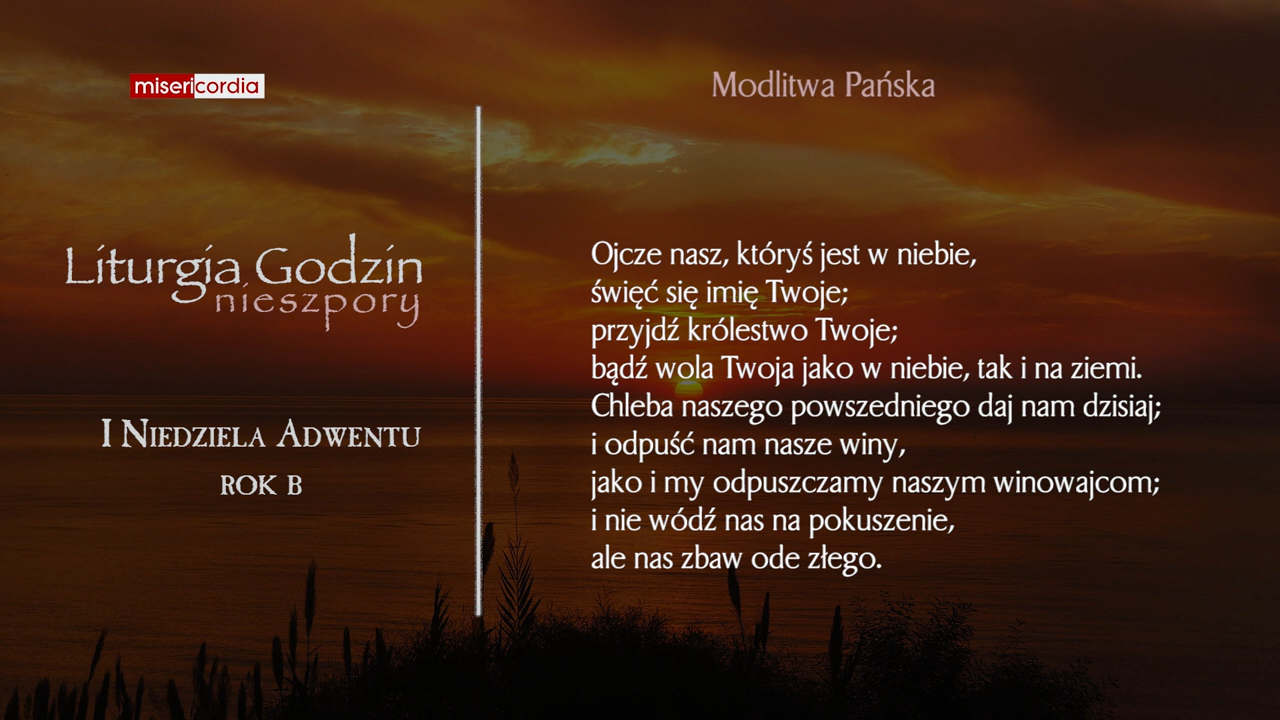 misericordia
Liturgia Godzin
nieszpory
I Niedziela Adwentu
ROK B
Modlitwa Pańska
Ojcze nasz, któryś jest w niebie,
święć się imię Twoje;
przyjdź królestwo Twoje;
bądź wola Twoja jako w niebie, tak i na ziemi.
Chleba naszego powszedniego daj nam dzisiaj;
i odpuść nam nasze winy,
jako i my odpuszczamy naszym winowajcom;
i nie wódź nas na pokuszenie,
ale nas zbaw ode złego.